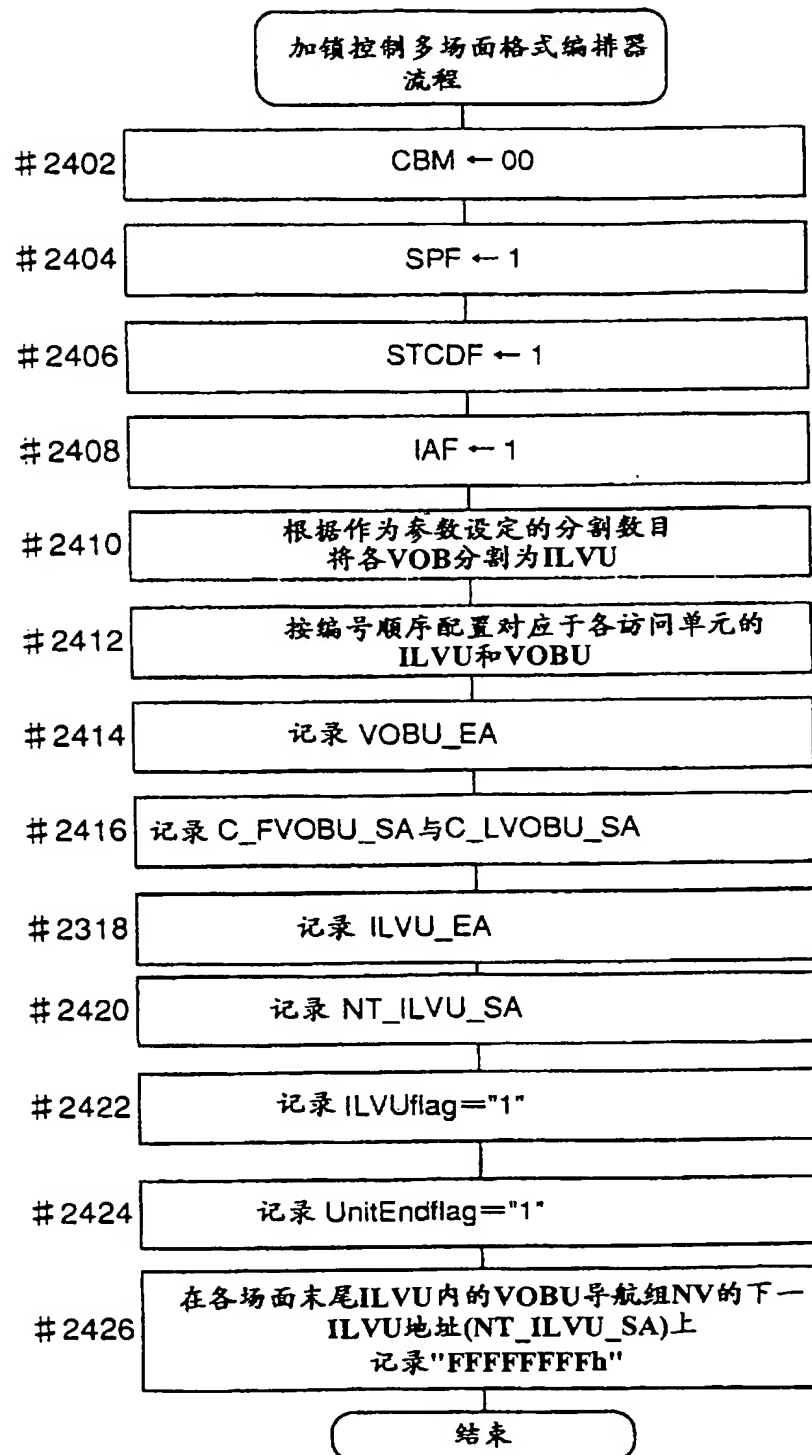 加锁控制多场面格式编排器
流程
#2402
CBM ← 00
#2404
SPF ← 1
#2406
STCDF ← 1
#2408
IAF ← 1
#2410
根据作为参数设定的分割数目
将各VOB分割为ILVU
#2412
按编号顺序配置对应于各访问单元的
ILVU和VOBU
#2414
记录 VOBU_EA
#2416
记录 C_FVOBU_SA与C_LVOBU_SA
#2318
记录 ILVU_EA
#2420
记录 NT_ILVU_SA
#2422
记录 ILVUflag="1"
#2424
记录 UnitEndflag="1"
#2426
在各场面末尾ILVU内的VOBU导航组NV的下一
ILVU地址(NT_ILVU_SA)上
记录"FFFFFFFFh"
结束